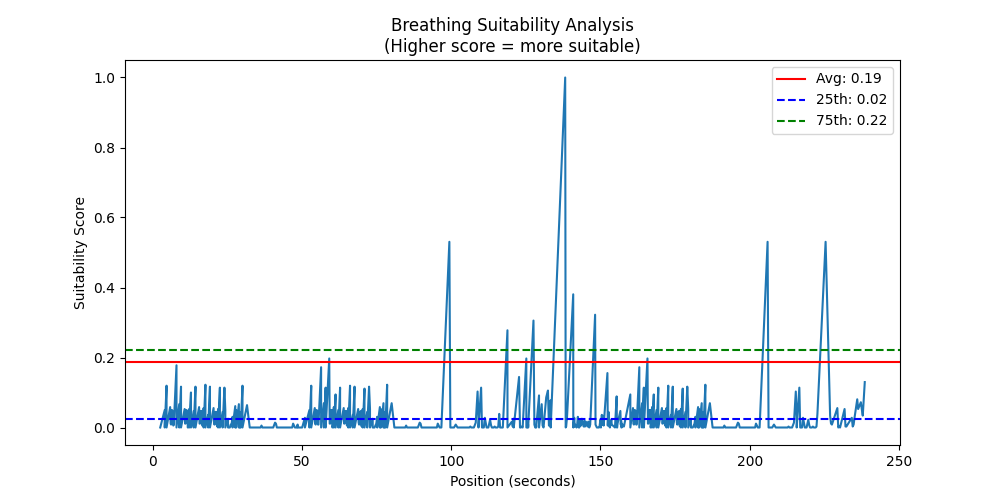 Breathing Suitability Analysis
(Higher score = more suitable)
Avg: 0.19
25th: 0.02
75th: 0.22
1.0
0.8
0.6
0.4
0.2
0.0
Suitability Score
0 50 100 150 200 250
Position (seconds)